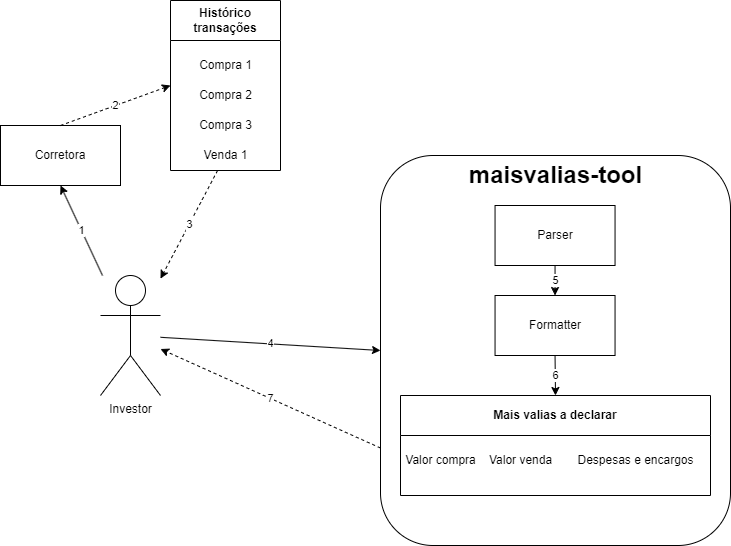 Histórico
transações
Compra 1
Compra 2
Compra 3
Venda 1
2
Corretora
1
3
maisvalias-tool
Parser
5
Formatter
4
6
7
Investor
Mais valias a declarar
Valor compra Valor venda Despesas e encargos